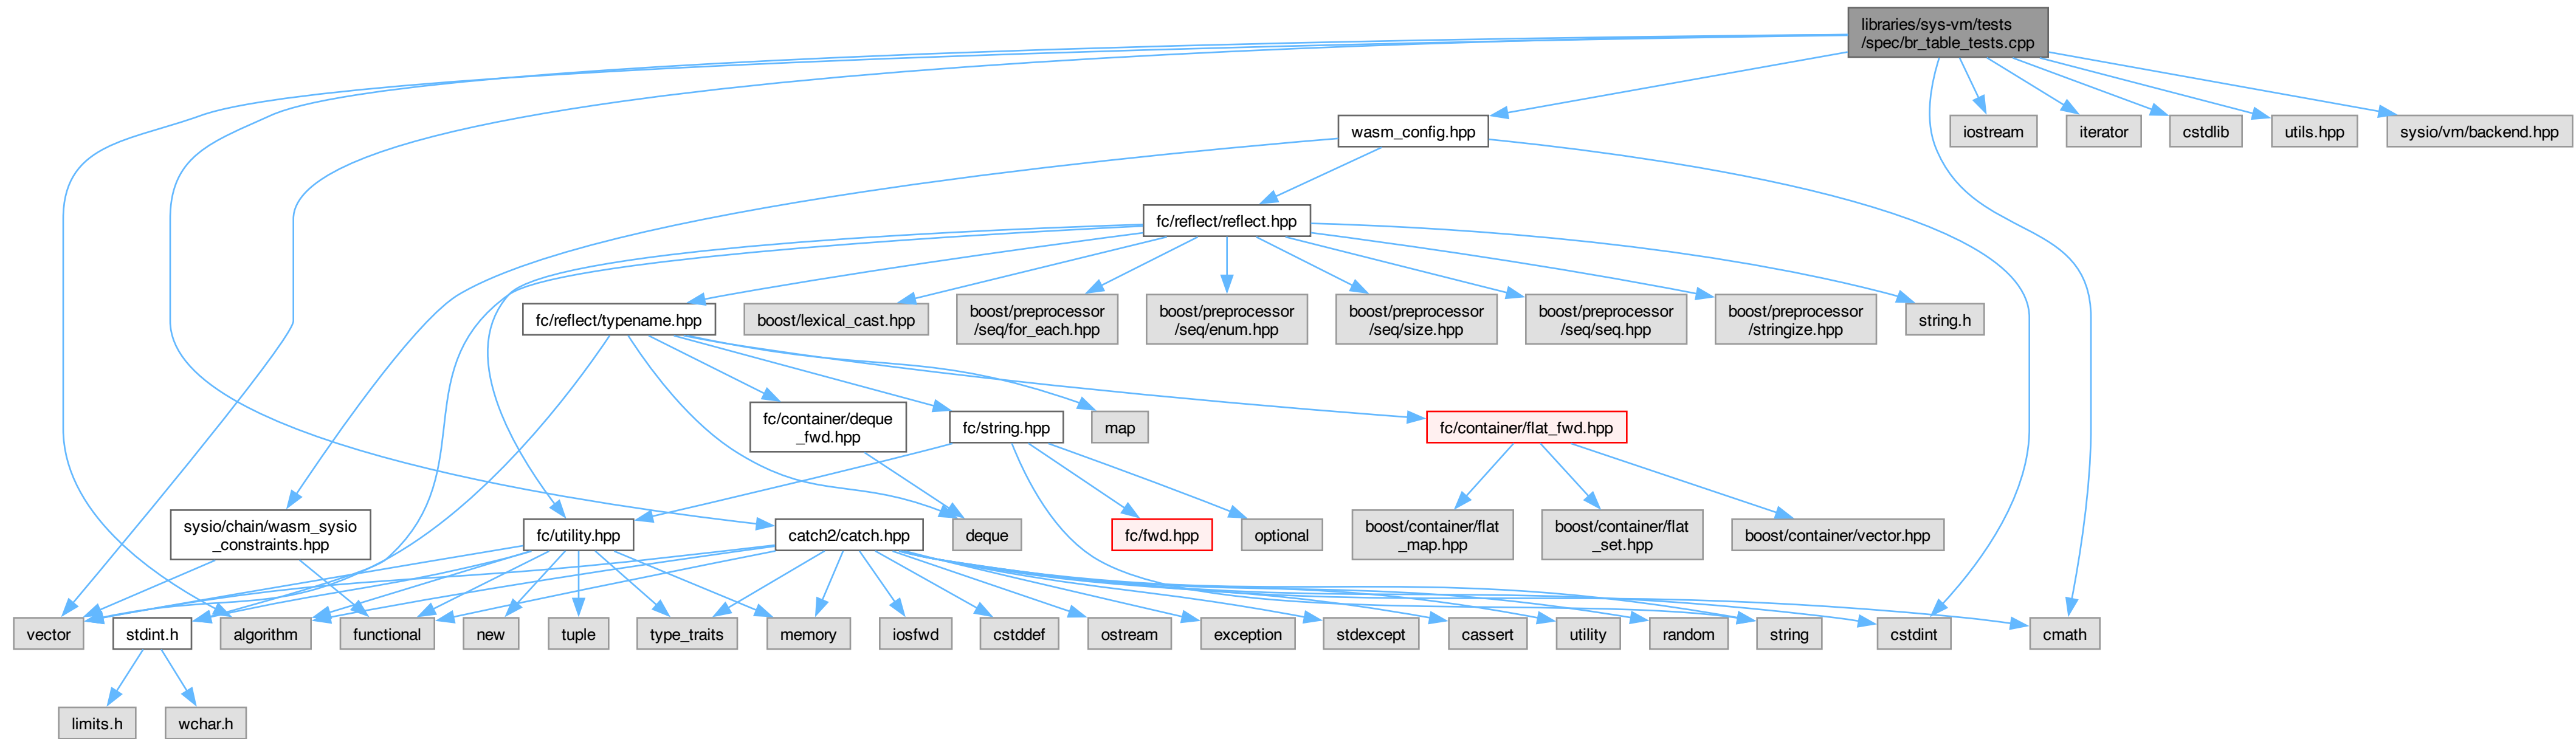 libraries/sys-vm/tests
/spec/br_table_tests.cpp
wasm_config.hpp
iostream
iterator
cstdlib
utils.hpp
sysio/vm/backend.hpp
fc/reflect/reflect.hpp
fc/reflect/typename.hpp
boost/lexical_cast.hpp
boost/preprocessor
/seq/for_each.hpp
boost/preprocessor
/seq/enum.hpp
boost/preprocessor
/seq/size.hpp
boost/preprocessor
/seq/seq.hpp
boost/preprocessor
/stringize.hpp
string.h
fc/container/deque
_fwd.hpp
fc/string.hpp
map
fc/container/flat_fwd.hpp
sysio/chain/wasm_sysio
_constraints.hpp
fc/utility.hpp
catch2/catch.hpp
deque
fc/fwd.hpp
optional
boost/container/flat
_map.hpp
boost/container/flat
_set.hpp
boost/container/vector.hpp
vector
stdint.h
algorithm
functional
new
tuple
type_traits
memory
iosfwd
cstddef
ostream
exception
stdexcept
cassert
utility
random
string
cstdint
cmath
limits.h
wchar.h